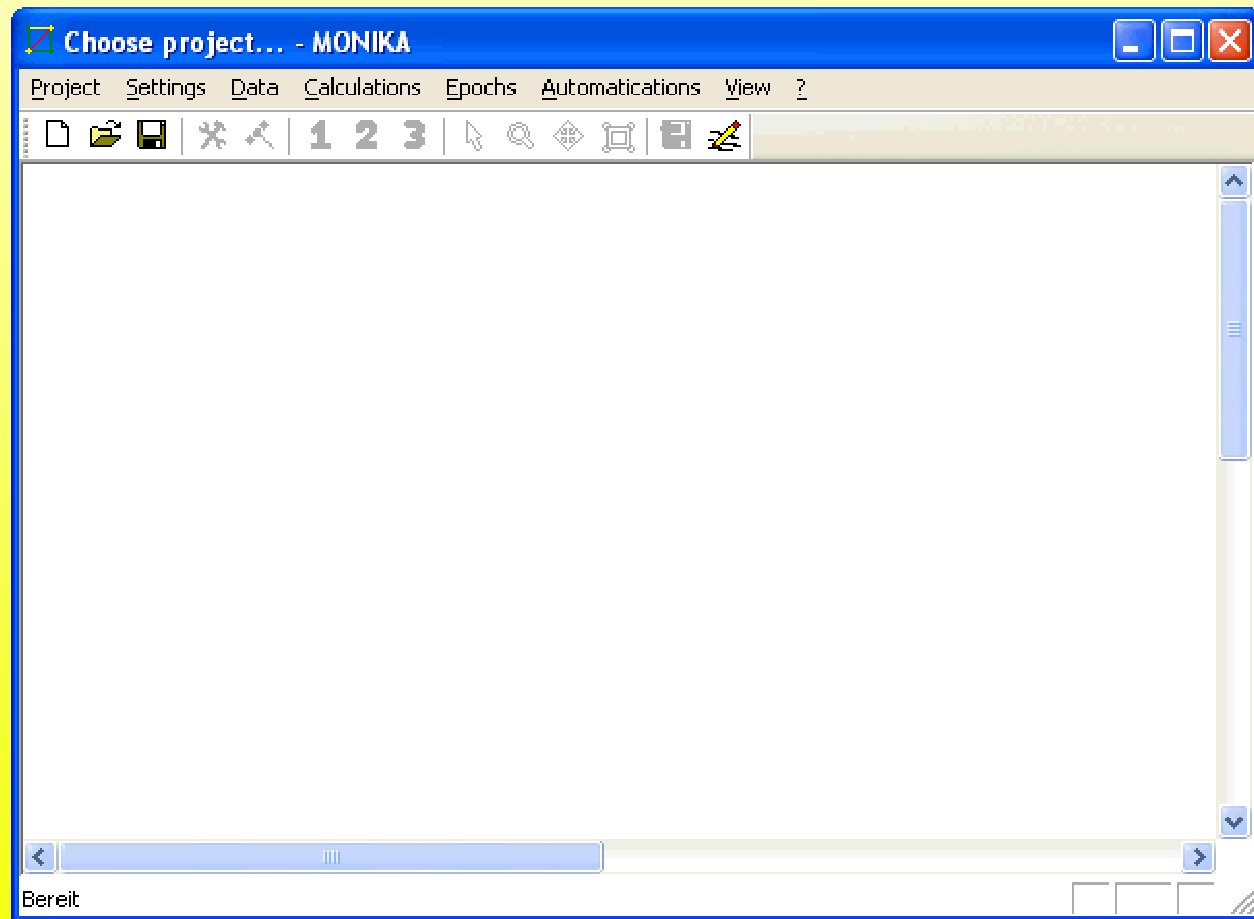 Choose project... - MONIKA
Project Settings Data Calculations Epochs Automatications View ?
1 2 3
Bereit